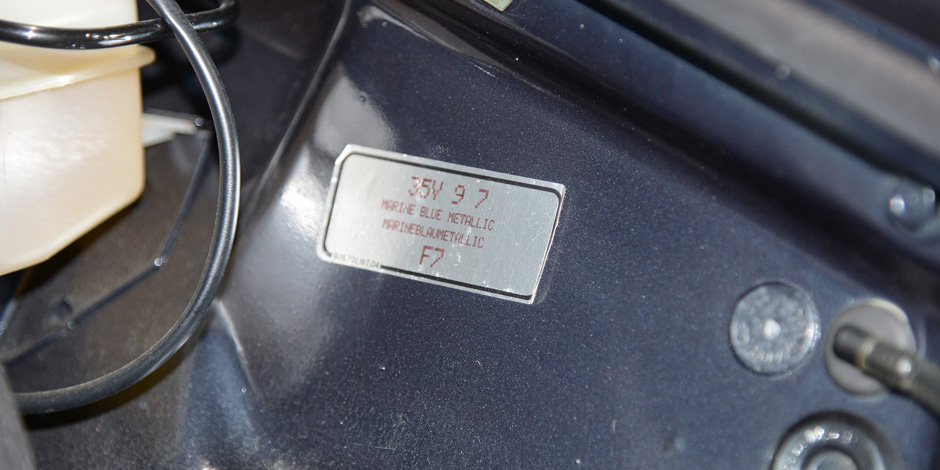 35V 9 7
MARINE BLUE METALLIC
MARINEBLAUMETALLIC
F7